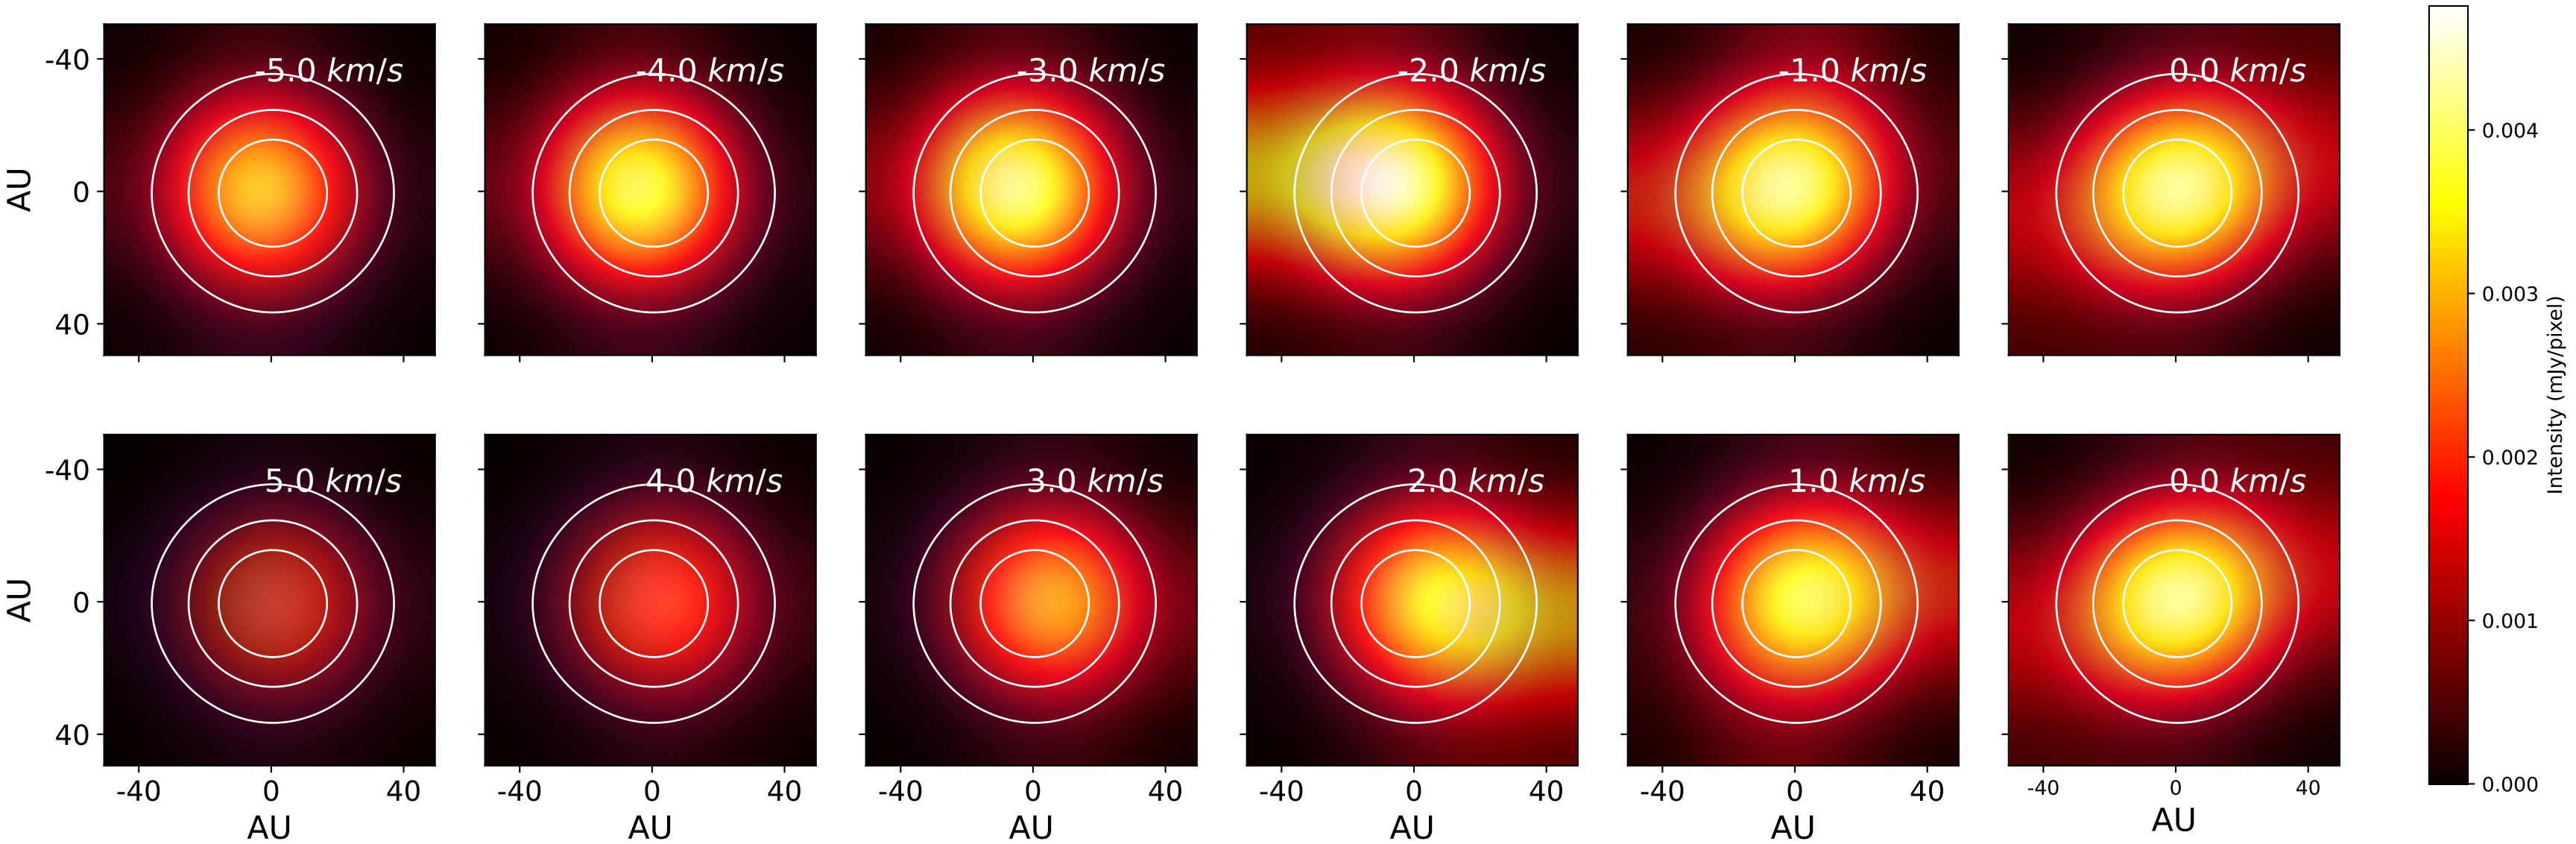 -5.0 km/s
-4.0 km/s
-3.0 km/s
-2.0 km/s
-1.0 km/s
0.0 km/s
-40
0
40
AU
5.0 km/s
4.0 km/s
3.0 km/s
2.0 km/s
1.0 km/s
0.0 km/s
-40
0
40
AU
-40 0 40
-40 0 40
-40 0 40
-40 0 40
-40 0 40
-40 0 40
AU
AU
AU
AU
AU
AU
0.004
0.003
0.002
0.001
0.000
Intensity (mJy/pixel)